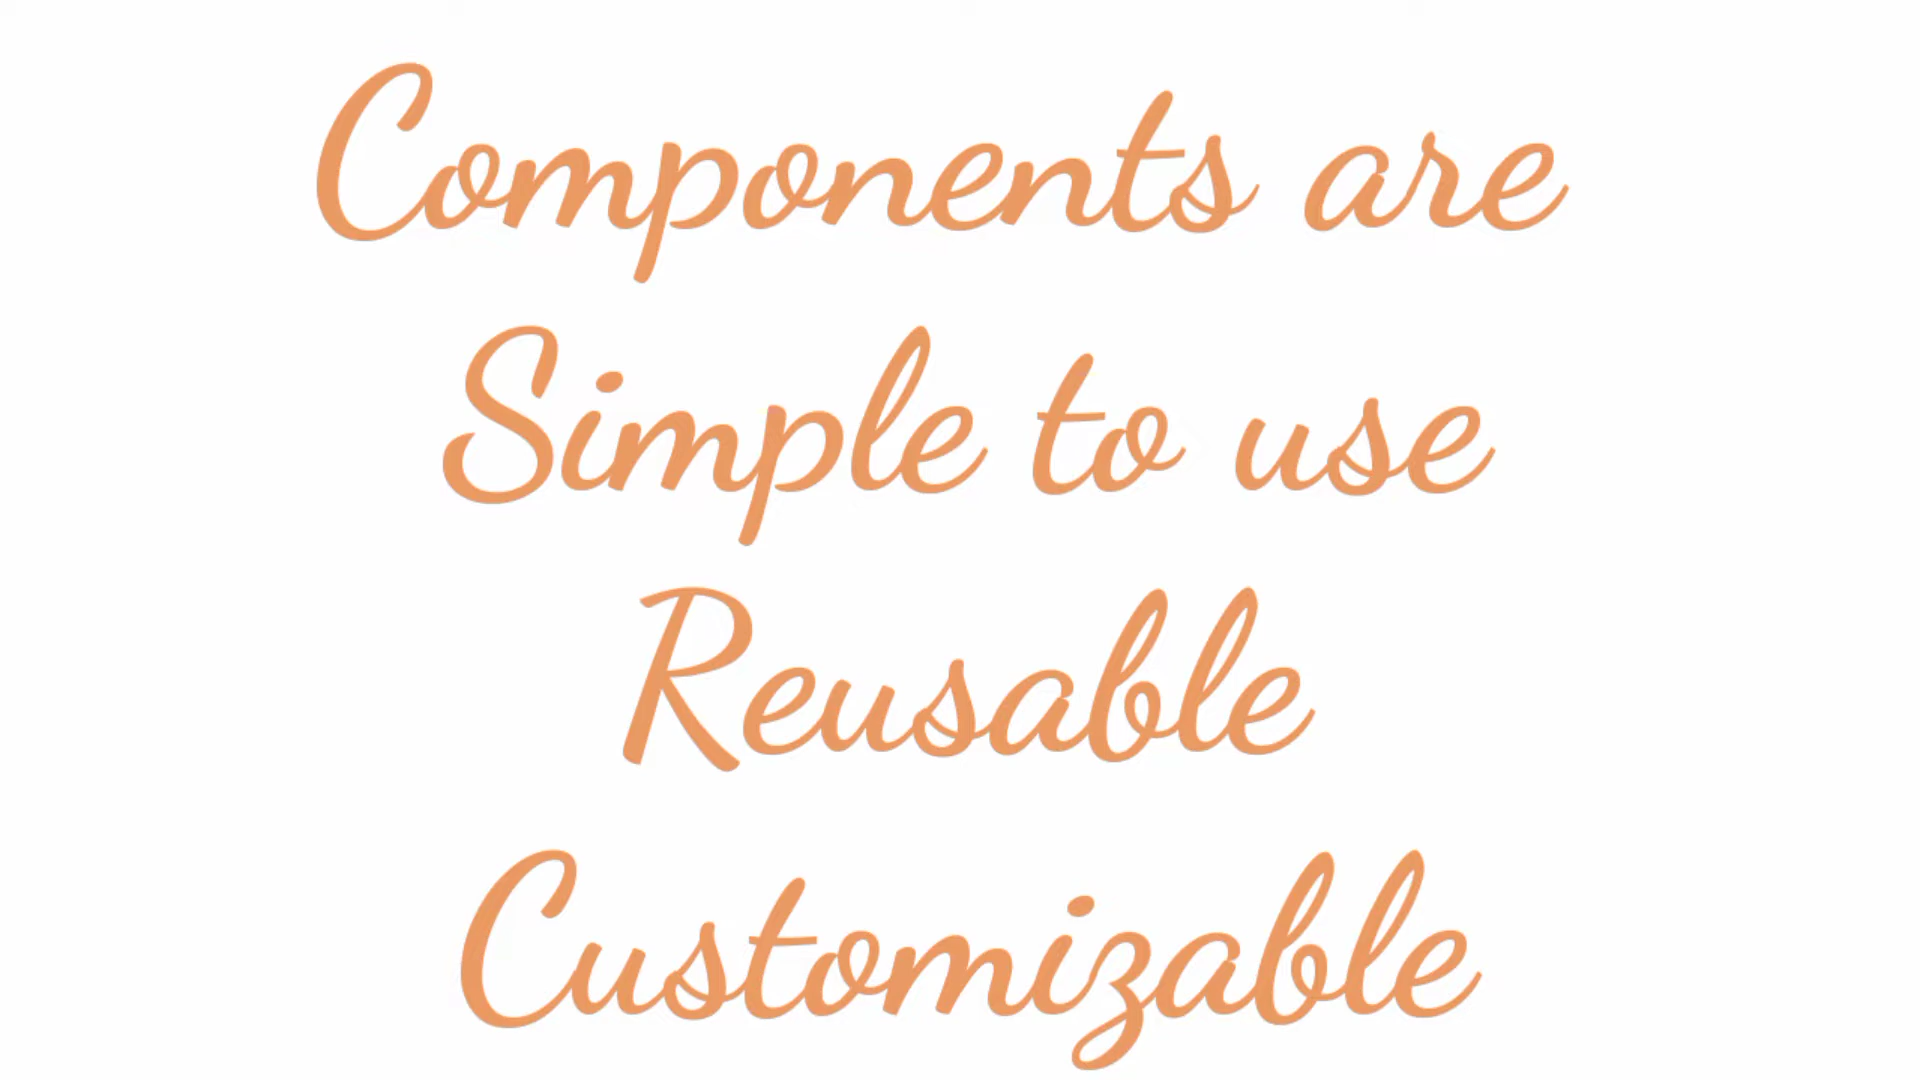 Components are
Simple to use
Reusable
Customizable